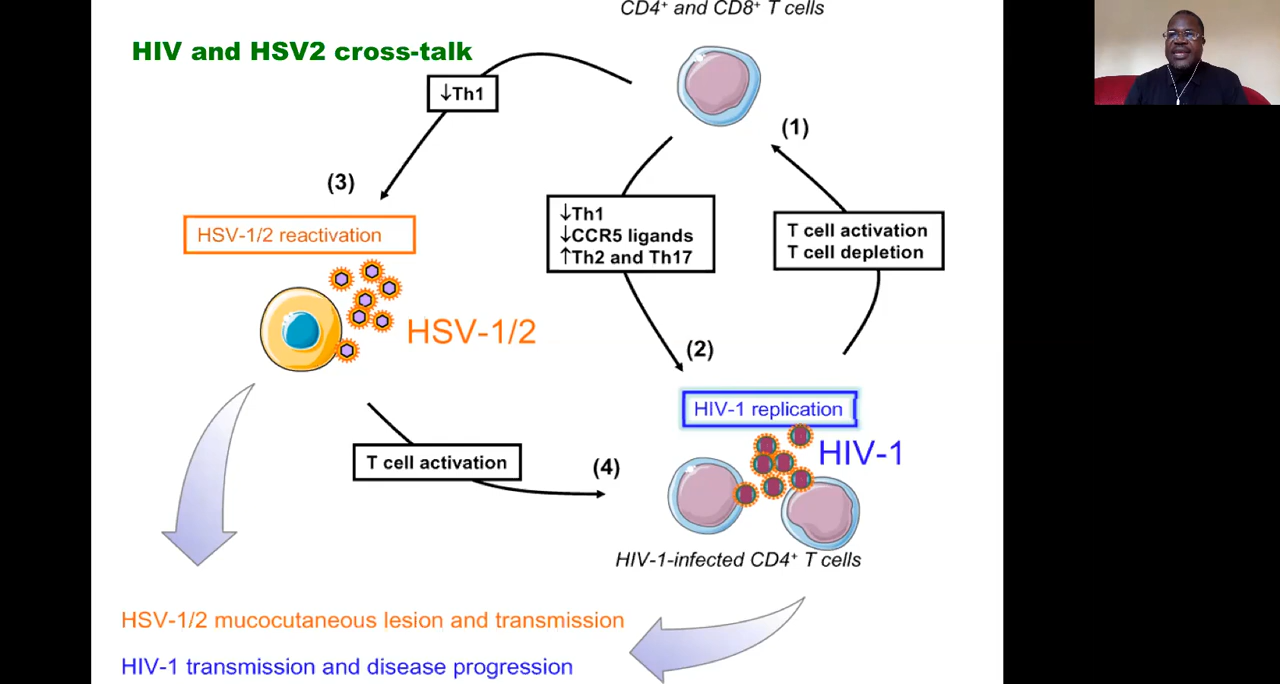 CD4⁺ and CD8⁺ T cells
HIV and HSV2 cross-talk
↓Th1
(1)
(3)
↓Th1
↓CCR5 ligands
↑Th2 and Th17
T cell activation
T cell depletion
HSV-1/2 reactivation
HSV-1/2
(2)
HIV-1 replication
HIV-1
T cell activation
(4)
HIV-1-infected CD4⁺ T cells
HSV-1/2 mucocutaneous lesion and transmission
HIV-1 transmission and disease progression